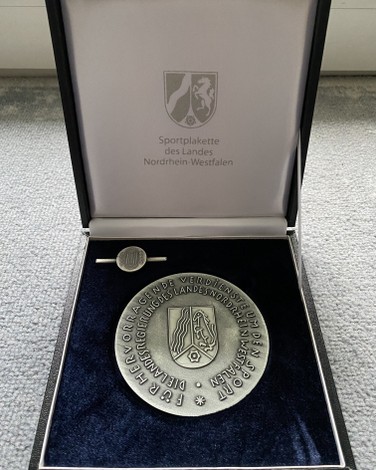 Sportplakette
des Landes
Nordrhein-Westfalen
FÜR HERVORRAGENDE VERDIENSTE UM DEN SPORT
DIE LANDESREGIERUNG DES LANDES NORDRHEIN-WESTFALEN